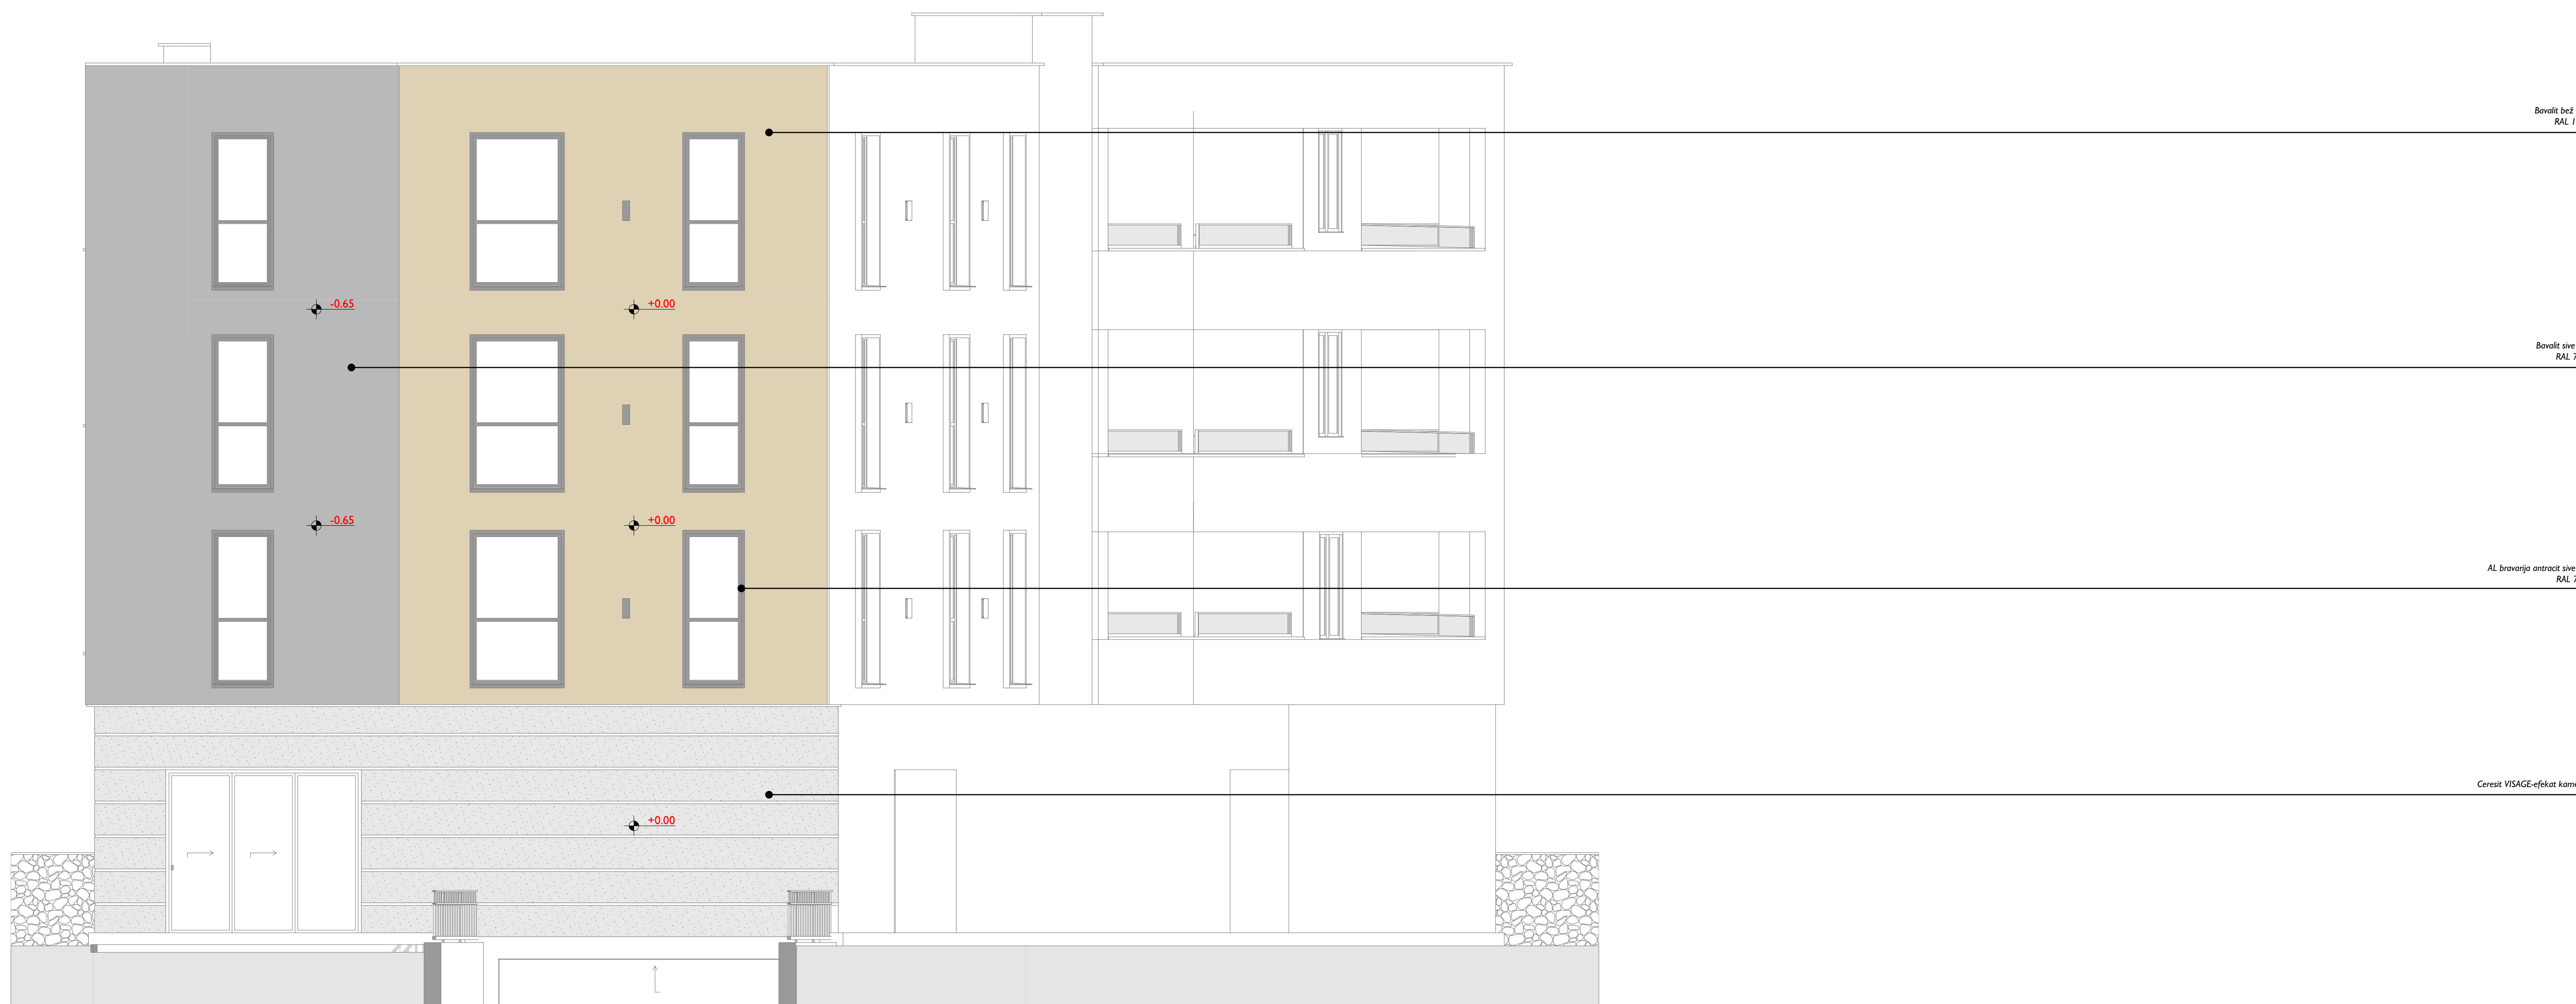 Bavalit bež
RAL 1
-0.65
+0.00
Bavalit sive
RAL 7
-0.65
+0.00
AL bravarija antracit sive
RAL 7
Ceresit VISAGE-efekat kame
+0.00